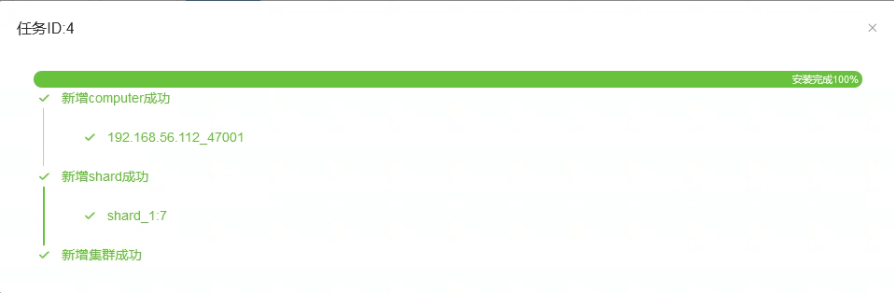 任务ID:4
安装完成100%
新增computer成功
192.168.56.112_47001
新增shard成功
shard_1:7
新增集群成功